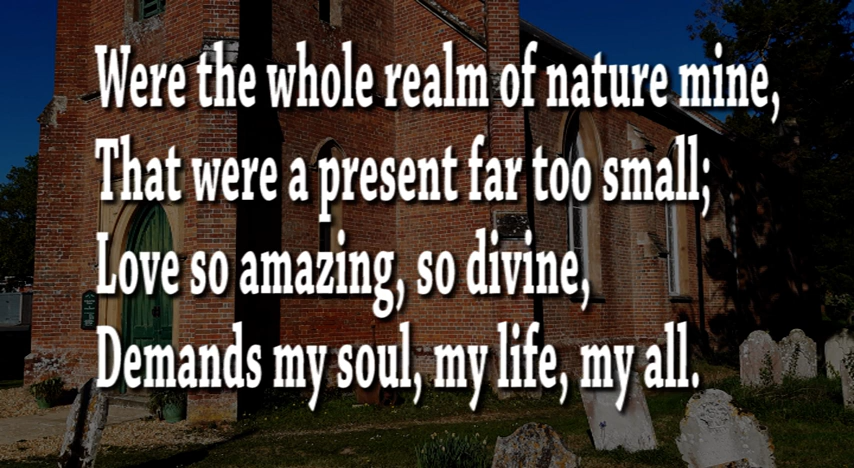 Were the whole realm of nature mine,
That were a present far too small;
Love so amazing, so divine,
Demands my soul, my life, my all.